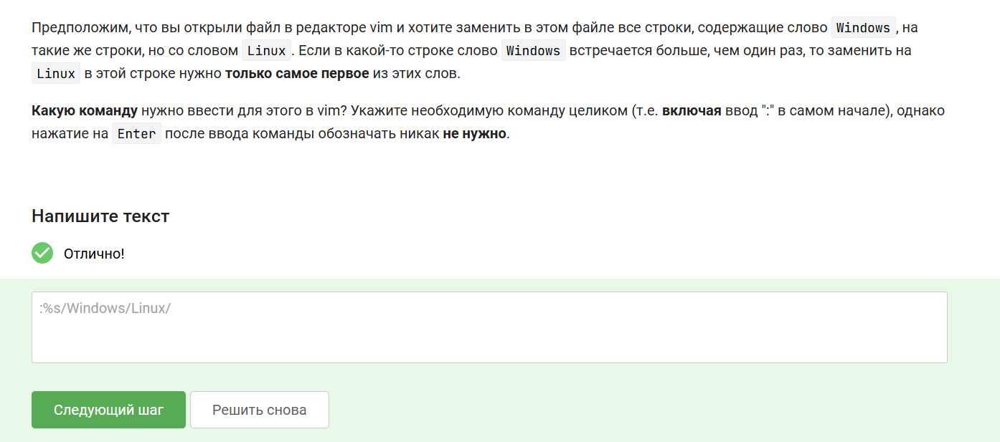 Предположим, что вы открыли файл в редакторе vim и хотите заменить в этом файле все строки, содержащие слово Windows, на
такие же строки, но со словом Linux. Если в какой-то строке слово Windows встречается больше, чем один раз, то заменить на
Linux в этой строке нужно только самое первое из этих слов.
Какую команду нужно ввести для этого в vim? Укажите необходимую команду целиком (т.е. включая ввод ":" в самом начале), однако
нажатие на Enter после ввода команды обозначать никак не нужно.
Напишите текст
Отлично!
:%s/Windows/Linux/
Следующий шаг
Решить снова